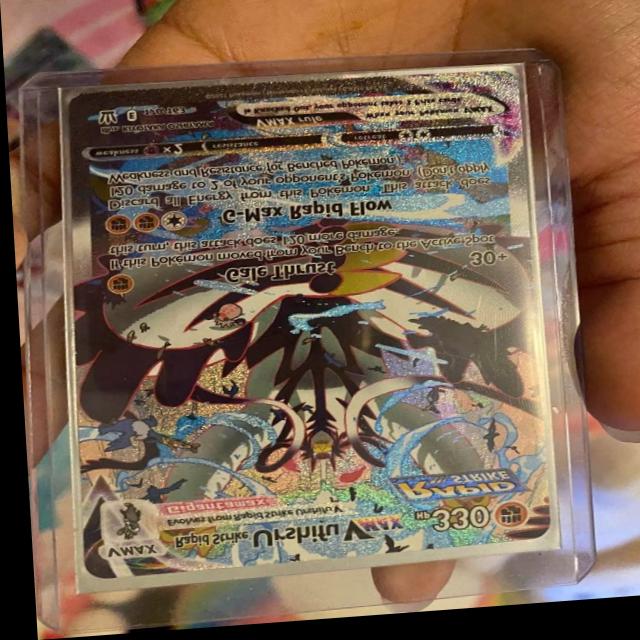 VMAX
Rapid Strike Urshifu VMAX
HP 330
Evolves from Rapid Strike Urshifu V
Gigantamax
RAPID STRIKE
Gale Thrust 30+
If this Pokémon moved from your Bench to the Active Spot
this turn, this attack does 120 more damage.
G-Max Rapid Flow
Discard all Energy from this Pokémon. This attack does
120 damage to 2 of your opponent's Pokémon. (Don't apply
Weakness and Resistance for Benched Pokémon.)
weakness x2 resistance retreat
VMAX rule
E